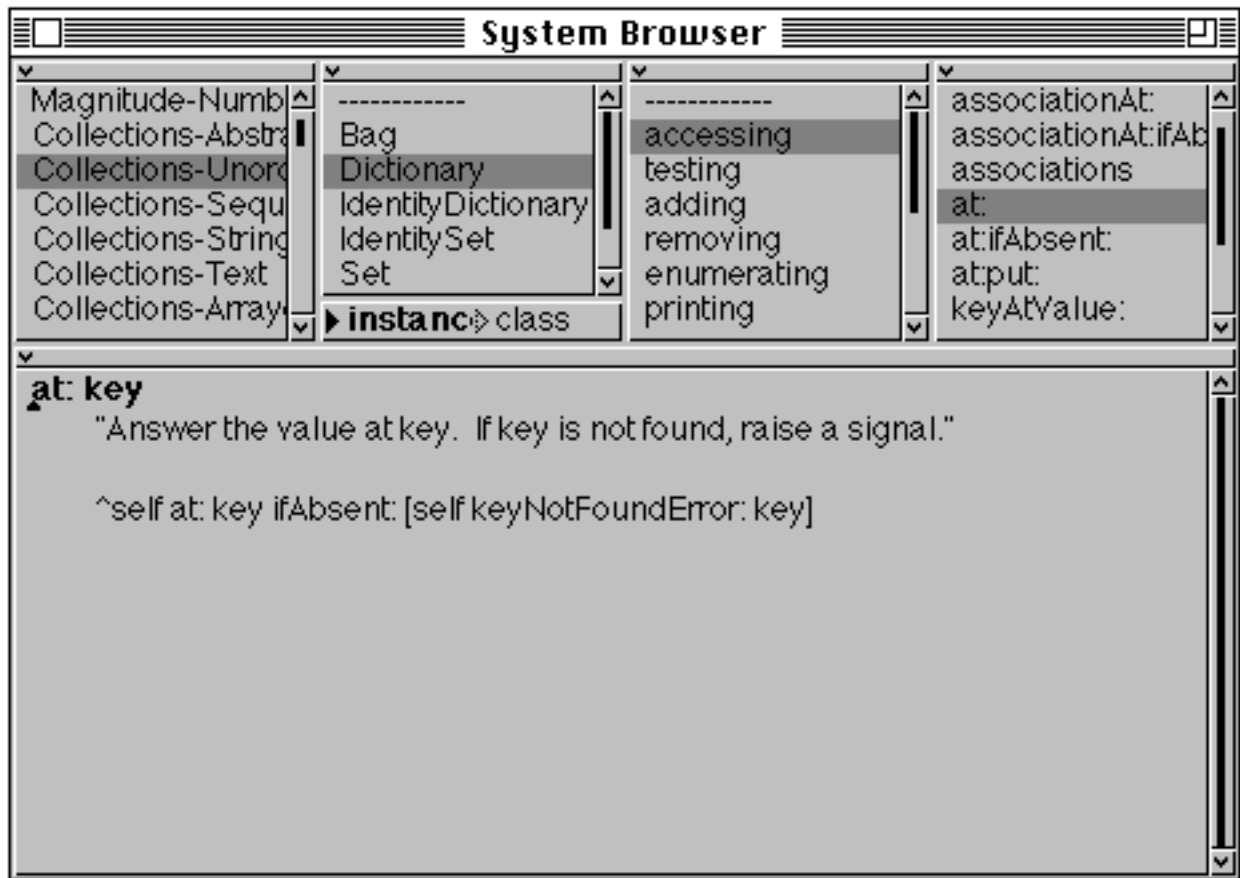 System Browser
Magnitude-Numb
Collections-Abstra
Collections-Unord
Collections-Sequ
Collections-String
Collections-Text
Collections-Array
------------
Bag
Dictionary
IdentityDictionary
IdentitySet
Set
instanc class
------------
accessing
testing
adding
removing
enumerating
printing
associationAt:
associationAt:ifAb
associations
at:
at:ifAbsent:
at:put:
keyAtValue:
at: key
"Answer the value at key.  If key is not found, raise a signal."
^self at: key ifAbsent: [self keyNotFoundError: key]